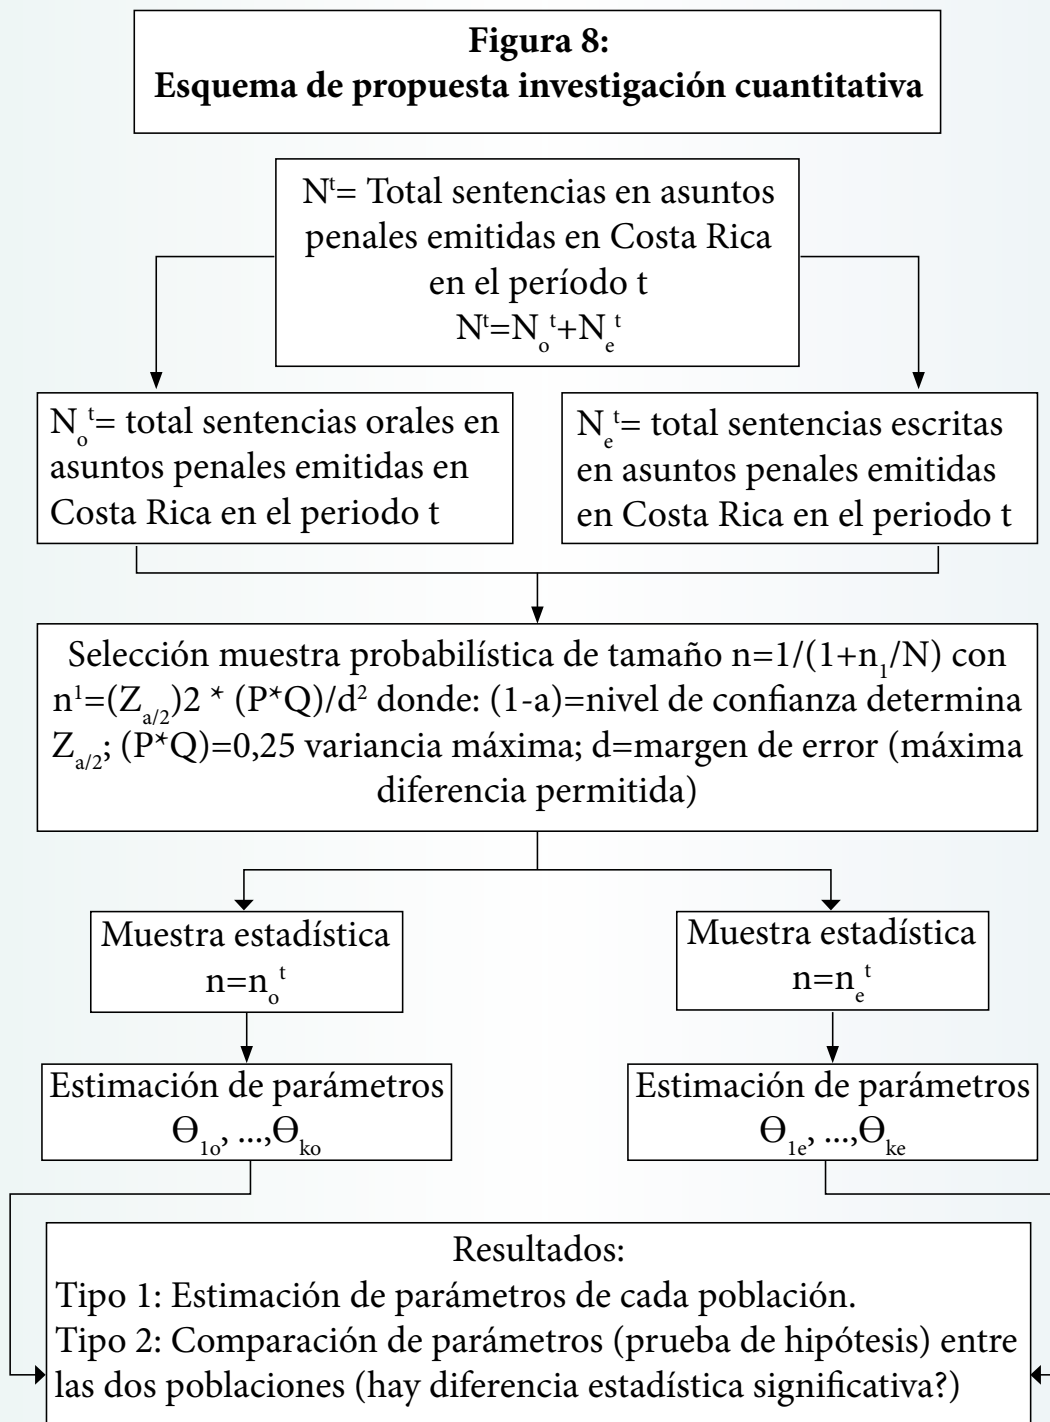 Figura 8:
Esquema de propuesta investigación cuantitativa
Nᵗ= Total sentencias en asuntos
penales emitidas en Costa Rica
en el período t
Nᵗ=Nₒᵗ+Nₑᵗ
Nₒᵗ= total sentencias orales en
asuntos penales emitidas en
Costa Rica en el periodo t
Nₑᵗ= total sentencias escritas
en asuntos penales emitidas
en Costa Rica en el periodo t
Selección muestra probabilística de tamaño n=1/(1+n₁/N) con
n¹=(Z_{a/2})2 * (P*Q)/d² donde: (1-a)=nivel de confianza determina
Z_{a/2}; (P*Q)=0,25 variancia máxima; d=margen de error (máxima
diferencia permitida)
Muestra estadística
n=nₒᵗ
Muestra estadística
n=nₑᵗ
Estimación de parámetros
ϴ₁ₒ, ...,ϴₖₒ
Estimación de parámetros
ϴ₁ₑ, ...,ϴₖₑ
Resultados:
Tipo 1: Estimación de parámetros de cada población.
Tipo 2: Comparación de parámetros (prueba de hipótesis) entre
las dos poblaciones (hay diferencia estadística significativa?)